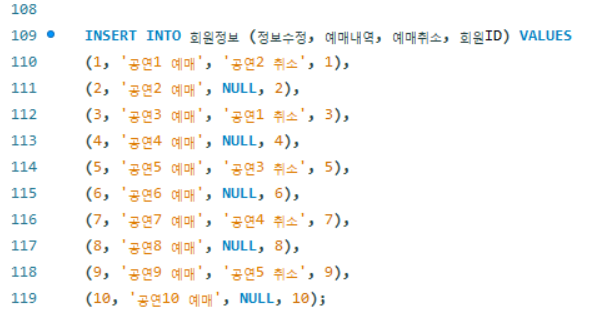 108
109 INSERT INTO 회원정보 (정보수정, 예매내역, 예매취소, 회원ID) VALUES
110 (1, '공연1 예매', '공연2 취소', 1),
111 (2, '공연2 예매', NULL, 2),
112 (3, '공연3 예매', '공연1 취소', 3),
113 (4, '공연4 예매', NULL, 4),
114 (5, '공연5 예매', '공연3 취소', 5),
115 (6, '공연6 예매', NULL, 6),
116 (7, '공연7 예매', '공연4 취소', 7),
117 (8, '공연8 예매', NULL, 8),
118 (9, '공연9 예매', '공연5 취소', 9),
119 (10, '공연10 예매', NULL, 10);